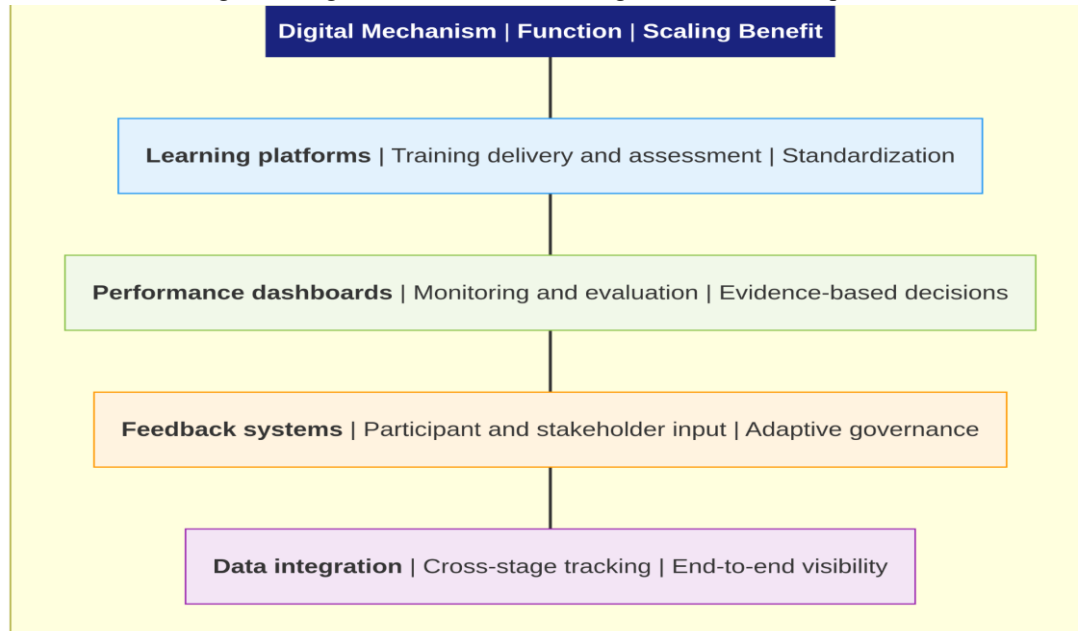 Digital Mechanism | Function | Scaling Benefit
Learning platforms | Training delivery and assessment | Standardization
Performance dashboards | Monitoring and evaluation | Evidence-based decisions
Feedback systems | Participant and stakeholder input | Adaptive governance
Data integration | Cross-stage tracking | End-to-end visibility